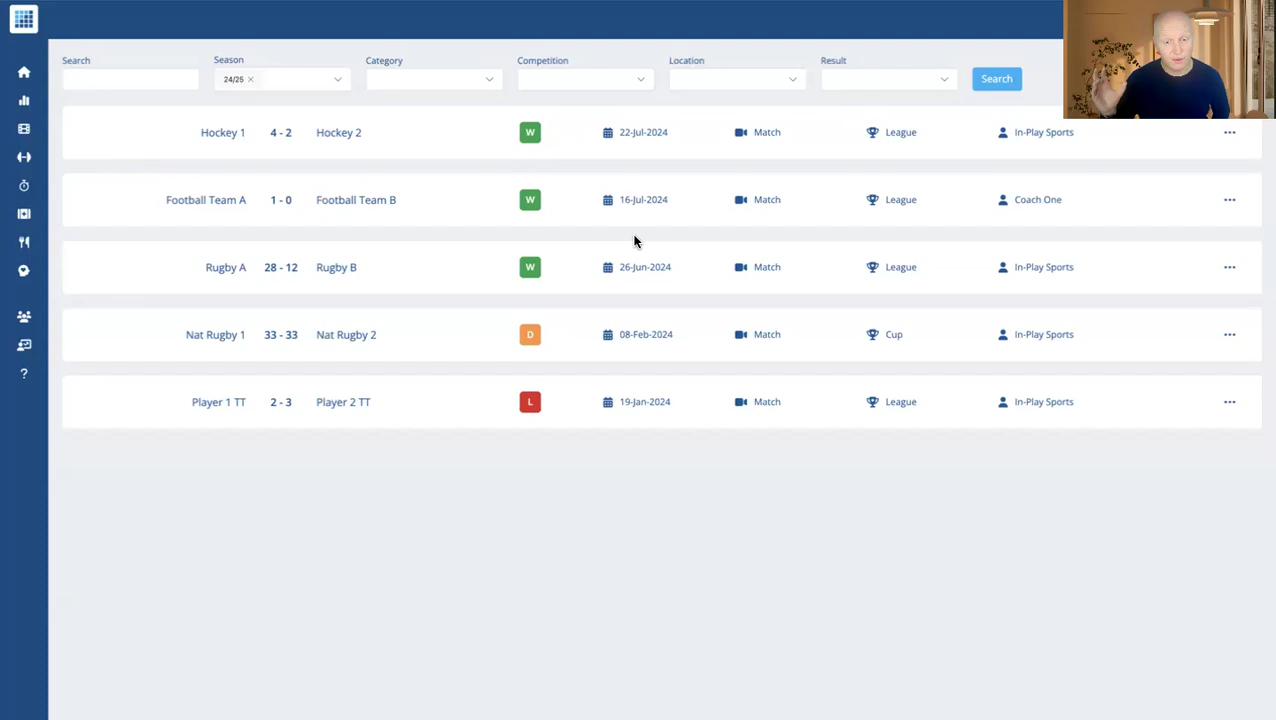 Search Season Category Competition Location Result
24/25 × Search
Hockey 1 4 - 2 Hockey 2 W 22-Jul-2024 Match League In-Play Sports ...
Football Team A 1 - 0 Football Team B W 16-Jul-2024 Match League Coach One ...
Rugby A 28 - 12 Rugby B W 26-Jun-2024 Match League In-Play Sports ...
Nat Rugby 1 33 - 33 Nat Rugby 2 D 08-Feb-2024 Match Cup In-Play Sports ...
Player 1 TT 2 - 3 Player 2 TT L 19-Jan-2024 Match League In-Play Sports ...
?